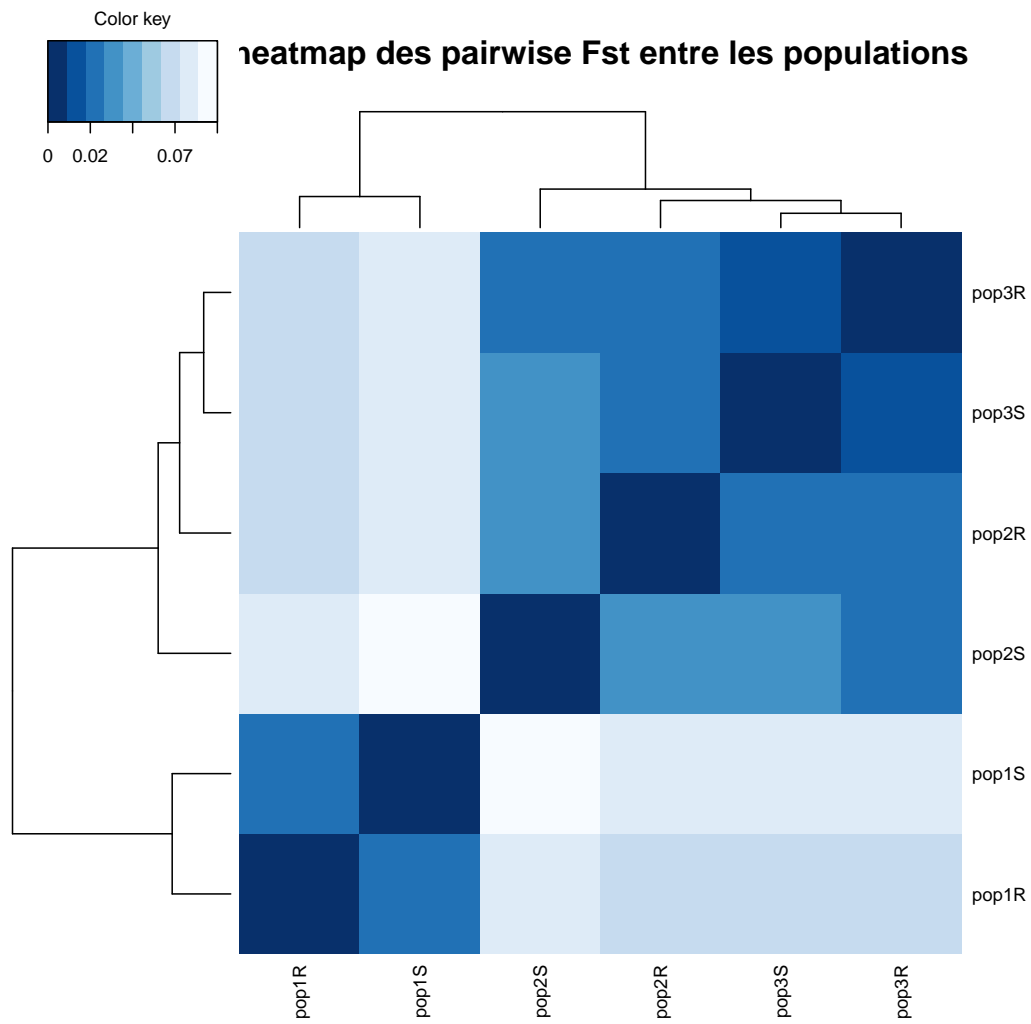 Color key
heatmap des pairwise Fst entre les populations
0 0.02 0.07
pop3R
pop3S
pop2R
pop2S
pop1S
pop1R
pop1R pop1S pop2S pop2R pop3S pop3R